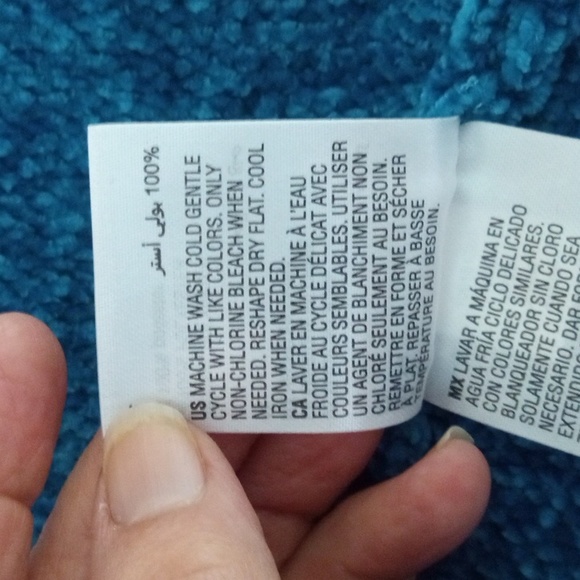 100% بولی أستر
US MACHINE WASH COLD GENTLE
CYCLE WITH LIKE COLORS. ONLY
NON-CHLORINE BLEACH WHEN
NEEDED. RESHAPE DRY FLAT. COOL
IRON WHEN NEEDED.
CA LAVER EN MACHINE À L'EAU
FROIDE AU CYCLE DÉLICAT AVEC
COULEURS SEMBLABLES. UTILISER
UN AGENT DE BLANCHIMENT NON
CHLORÉ SEULEMENT AU BESOIN.
REMETTRE EN FORME ET SÉCHER
À PLAT. REPASSER À BASSE
TEMPÉRATURE AU BESOIN.
MX LAVAR A MÁQUINA EN
AGUA FRÍA CICLO DELICADO
CON COLORES SIMILARES.
BLANQUEADOR SIN CLORO
SOLAMENTE CUANDO SEA
NECESARIO. DAR